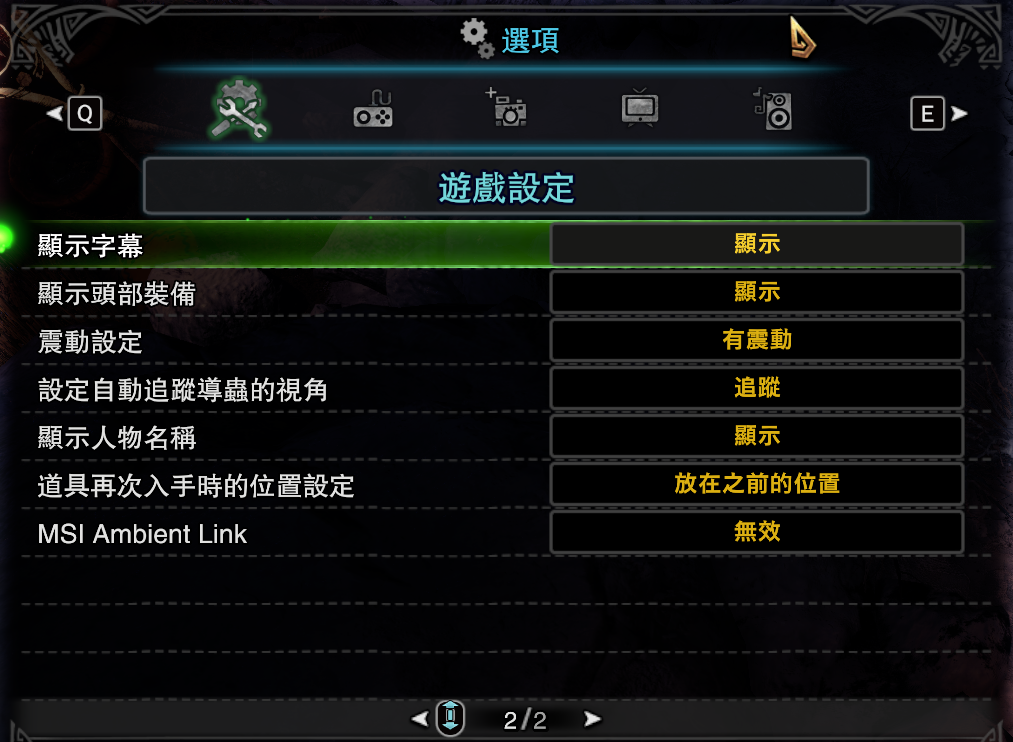 選項
Q
E
遊戲設定
顯示字幕 顯示
顯示頭部裝備 顯示
震動設定 有震動
設定自動追蹤導蟲的視角 追蹤
顯示人物名稱 顯示
道具再次入手時的位置設定 放在之前的位置
MSI Ambient Link 無效
2/2